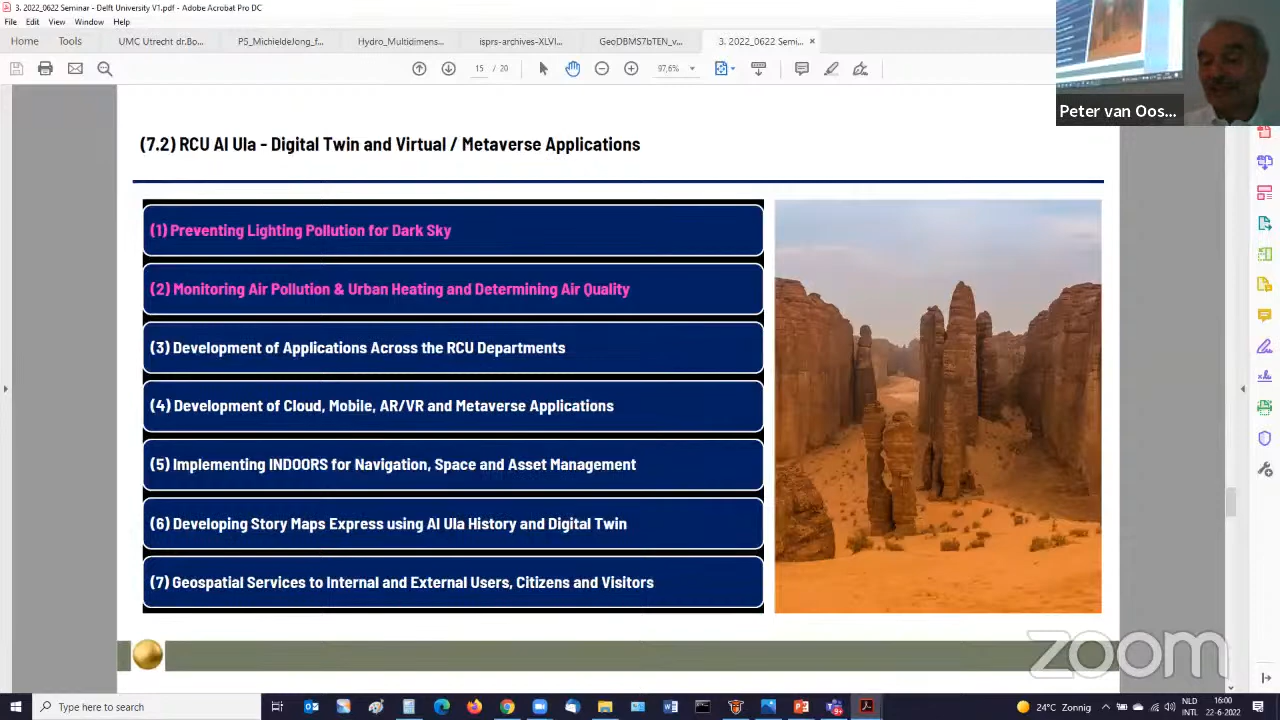 3. 2022_0622 Seminar - Delft University V1.pdf - Adobe Acrobat Pro DC
File Edit View Window Help
Home Tools UMC Utrecht dr.Bo... P5_MichieldeJong_f... Multidimens... isprs-archives-XLVI... GeoDBMS7bTEN_v... 3. 2022_0622 Semi... ×
15 / 20 97,6%
Peter van Oos...
(7.2) RCU Al Ula - Digital Twin and Virtual / Metaverse Applications
(1) Preventing Lighting Pollution for Dark Sky
(2) Monitoring Air Pollution & Urban Heating and Determining Air Quality
(3) Development of Applications Across the RCU Departments
(4) Development of Cloud, Mobile, AR/VR and Metaverse Applications
(5) Implementing INDOORS for Navigation, Space and Asset Management
(6) Developing Story Maps Express using Al Ula History and Digital Twin
(7) Geospatial Services to Internal and External Users, Citizens and Visitors
zoom
Type here to search
24°C Zonnig
NLD
INTL
16:00
22-6-2022